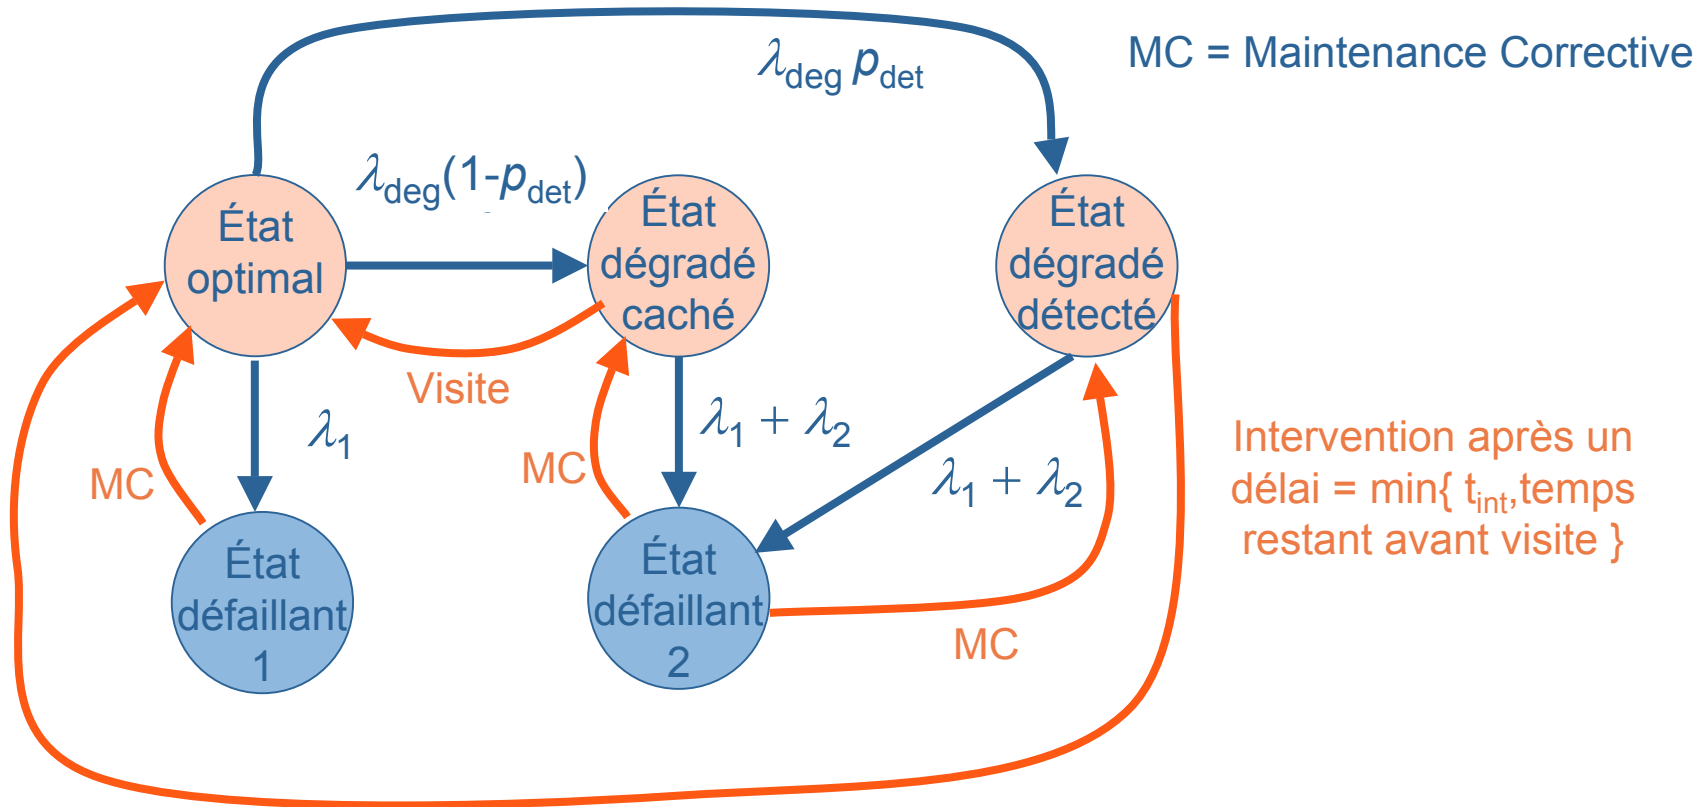 λdeg pdet
MC = Maintenance Corrective
λdeg(1-pdet)
État
optimal
État
dégradé
caché
État
dégradé
détecté
Visite
λ1
MC
λ1 + λ2
MC
λ1 + λ2
Intervention après un
délai = min{ tint,temps
restant avant visite }
État
défaillant
1
État
défaillant
2
MC